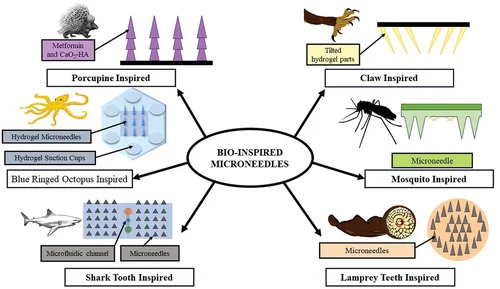 Metformin
and CaO2-HA
Porcupine Inspired
Tilted
hydrogel parts
Claw Inspired
Hydrogel Microneedles
Hydrogel Suction Cups
Blue Ringed Octopus Inspired
BIO-INSPIRED
MICRONEEDLES
Microneedle
Mosquito Inspired
Microfluidic channel
Microneedles
Shark Tooth Inspired
Microneedles
Lamprey Teeth Inspired